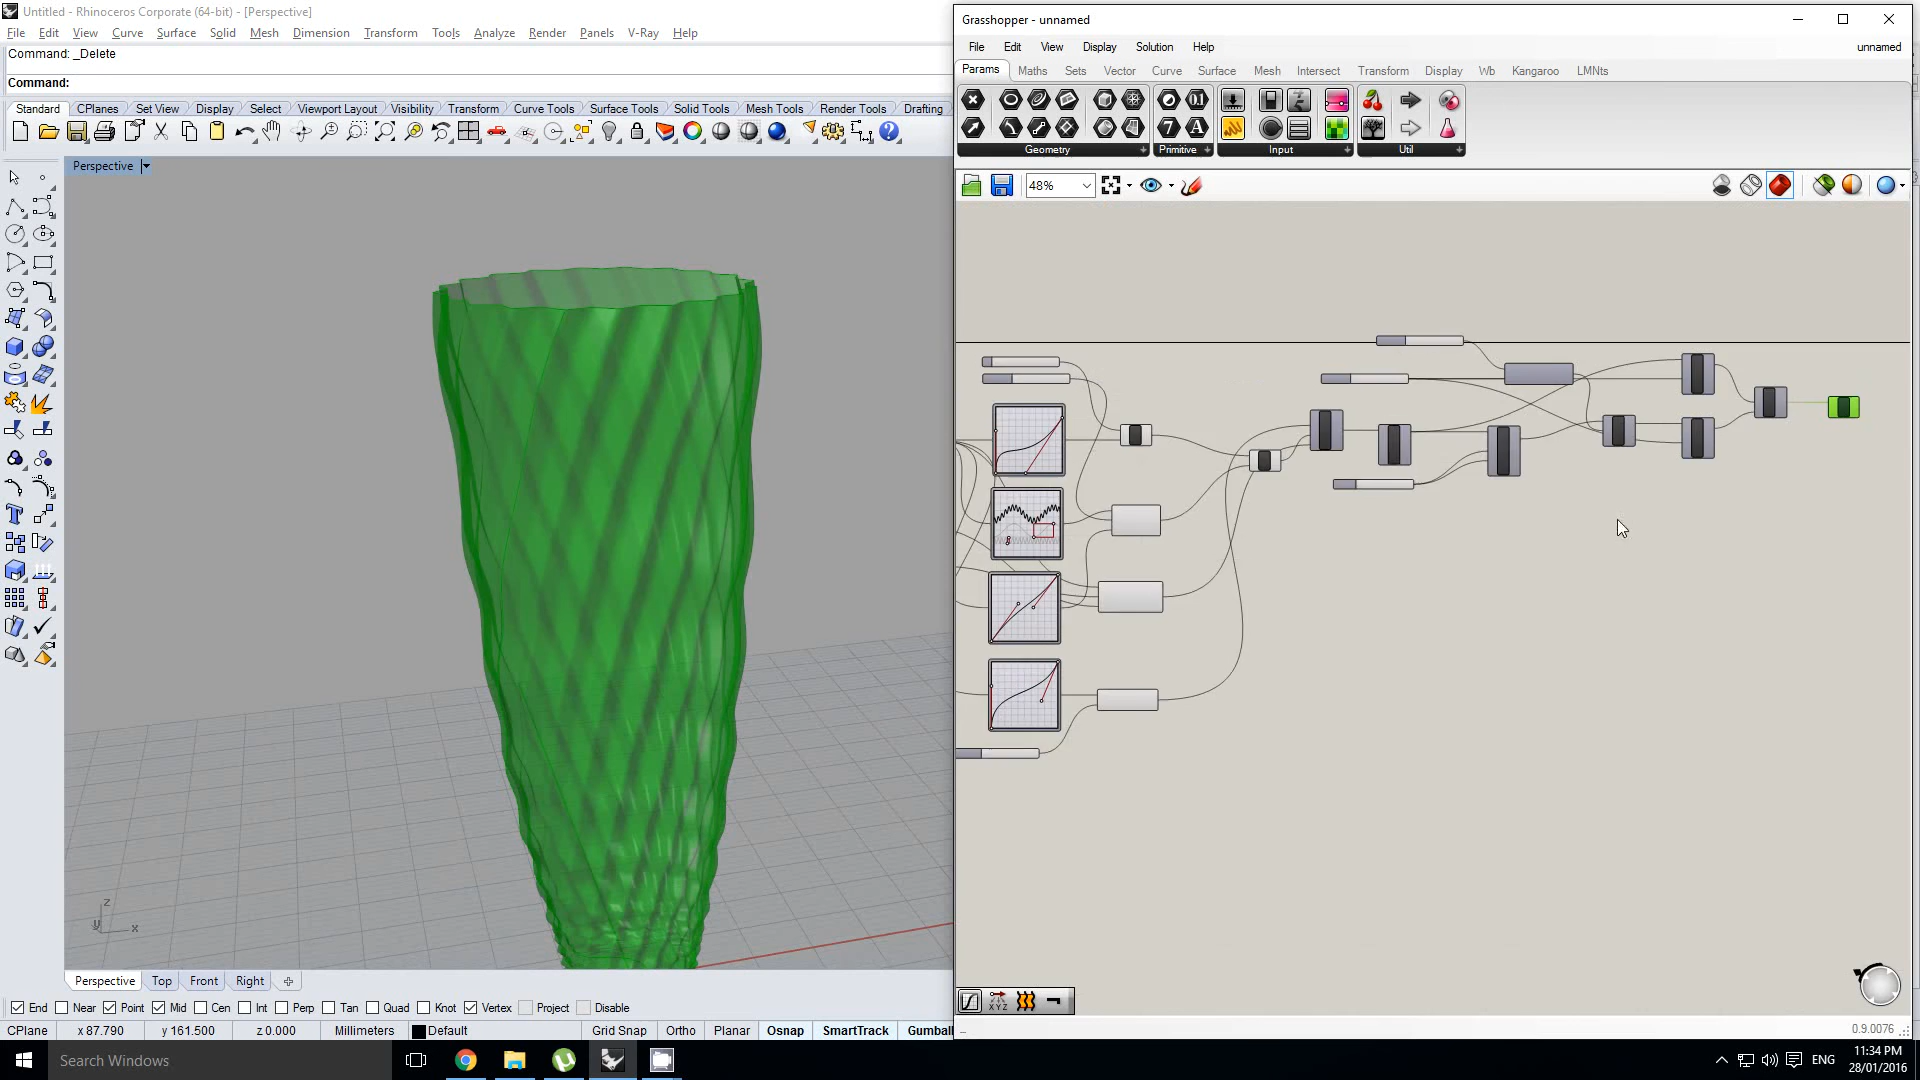 Untitled - Rhinoceros Corporate (64-bit) - [Perspective]
File Edit View Curve Surface Solid Mesh Dimension Transform Tools Analyze Render Panels V-Ray Help
Command: _Delete
Command:
Standard CPlanes Set View Display Select Viewport Layout Visibility Transform Curve Tools Surface Tools Solid Tools Mesh Tools Render Tools Drafting
Perspective
z
y x
Perspective Top Front Right
End Near Point Mid Cen Int Perp Tan Quad Knot Vertex Project Disable
CPlane x 87.790 y 161.500 z 0.000 Millimeters Default Grid Snap Ortho Planar Osnap SmartTrack Gumball
Grasshopper - unnamed
File Edit View Display Solution Help unnamed
Params Maths Sets Vector Curve Surface Mesh Intersect Transform Display Wb Kangaroo LMNts
Geometry Primitive Input Util
48%
0.9.0076
Search Windows
ENG
11:34 PM
28/01/2016